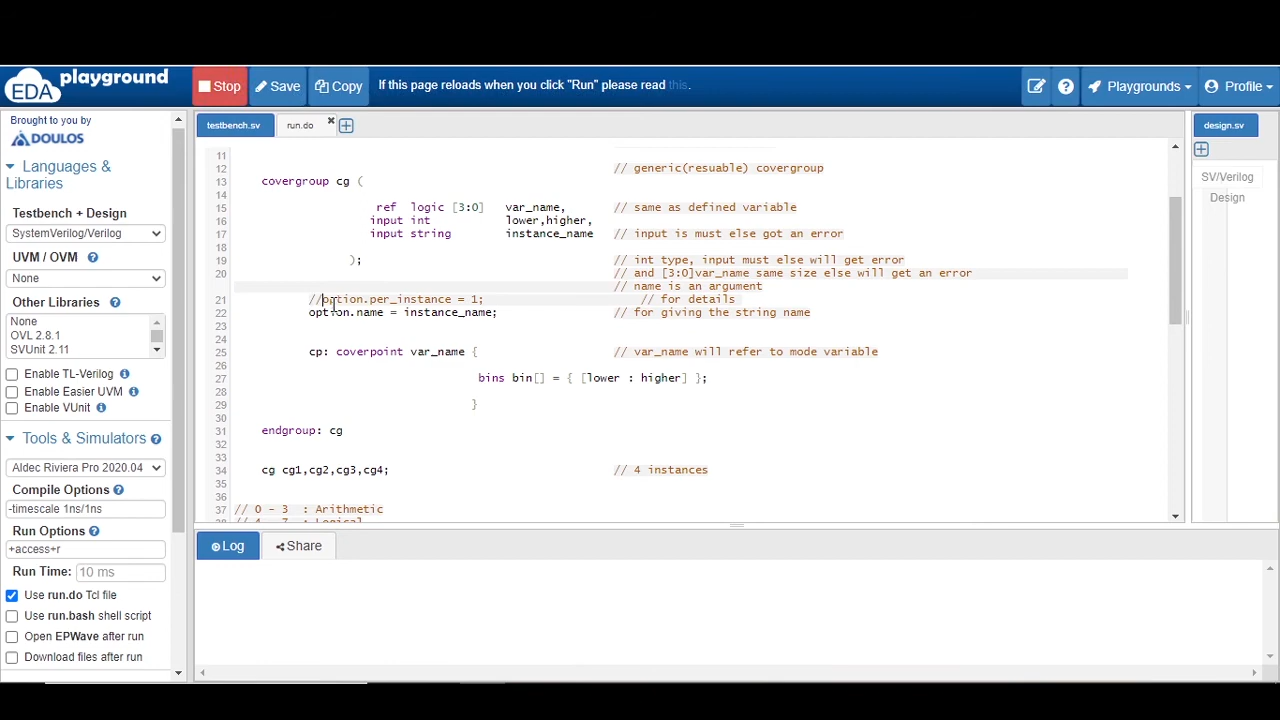 EDA playground
Stop
Save
Copy
If this page reloads when you click "Run" please read this.
Playgrounds
Profile
Brought to you by
DOULOS
Languages & Libraries
Testbench + Design
SystemVerilog/Verilog
UVM / OVM
None
Other Libraries
None
OVL 2.8.1
SVUnit 2.11
Enable TL-Verilog
Enable Easier UVM
Enable VUnit
Tools & Simulators
Aldec Riviera Pro 2020.04
Compile Options
-timescale 1ns/1ns
Run Options
+access+r
Run Time: 10 ms
Use run.do Tcl file
Use run.bash shell script
Open EPWave after run
Download files after run
testbench.sv
run.do
11
12 // generic(resuable) covergroup
13 covergroup cg (
14
15 ref logic [3:0] var_name, // same as defined variable
16 input int lower,higher,
17 input string instance_name // input is must else got an error
18
19 ); // int type, input must else will get error
20 // and [3:0]var_name same size else will get an error
// name is an argument
21 //option.per_instance = 1; // for details
22 option.name = instance_name; // for giving the string name
23
24
25 cp: coverpoint var_name { // var_name will refer to mode variable
26
27 bins bin[] = { [lower : higher] };
28
29 }
30
31 endgroup: cg
32
33
34 cg cg1,cg2,cg3,cg4; // 4 instances
35
36
37 // 0 - 3 : Arithmetic
38 // 4 - 7 : Logical
design.sv
SV/Verilog Design
Log
Share